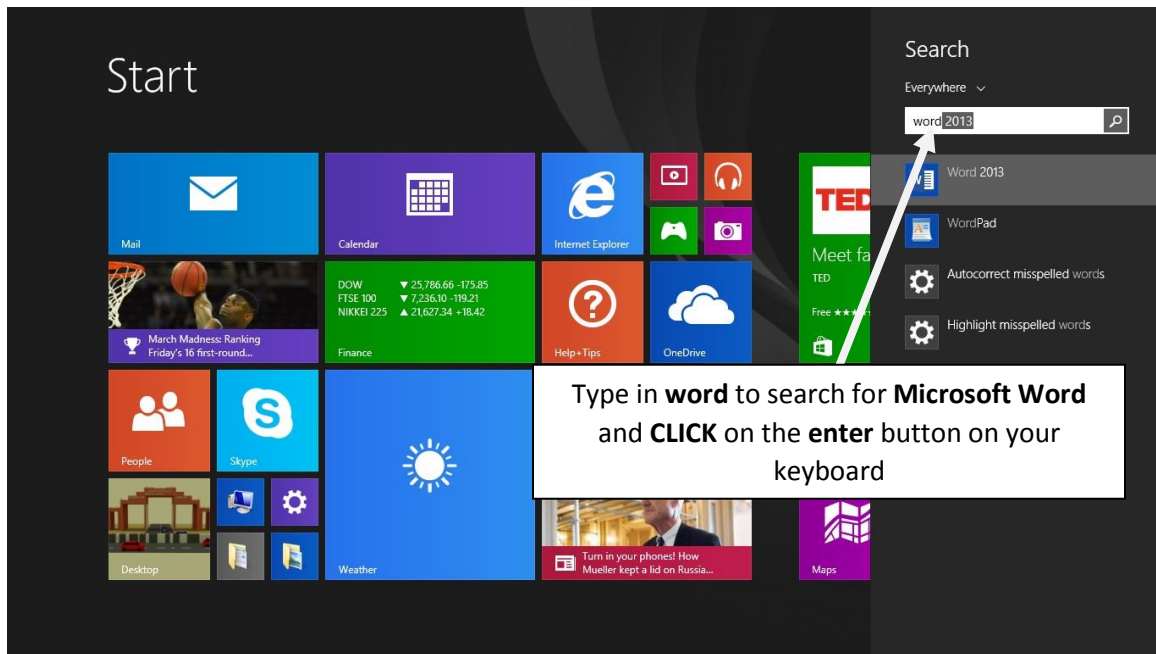 Start
Search
Everywhere
word 2013
Word 2013
WordPad
Autocorrect misspelled words
Highlight misspelled words
Mail
Calendar
Internet Explorer
TED
Meet fa
TED
Free
March Madness: Ranking
Friday's 16 first-round...
DOW ▼ 25,786.66 -175.85
FTSE 100 ▼ 7,236.10 -119.21
NIKKEI 225 ▲ 21,627.34 +18.42
Finance
Help+Tips
OneDrive
Type in word to search for Microsoft Word
and CLICK on the enter button on your
keyboard
People
S
Skype
Desktop
Weather
Turn in your phones! How
Mueller kept a lid on Russia...
Maps